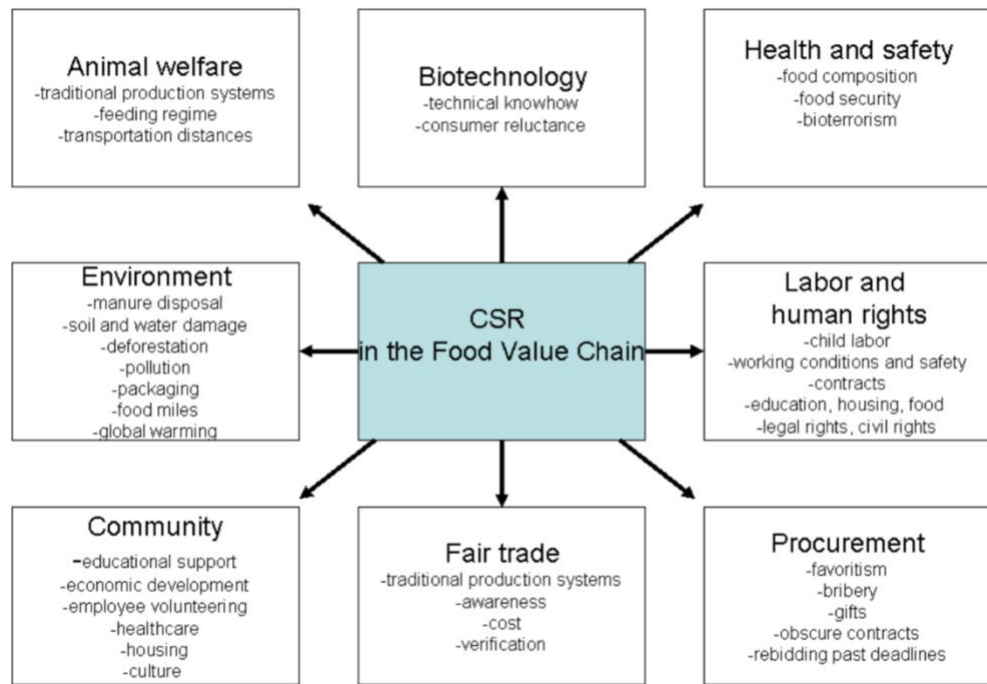 Animal welfare
-traditional production systems
-feeding regime
-transportation distances
Biotechnology
-technical knowhow
-consumer reluctance
Health and safety
-food composition
-food security
-bioterrorism
Environment
-manure disposal
-soil and water damage
-deforestation
-pollution
-packaging
-food miles
-global warming
CSR
in the Food Value Chain
Labor and
human rights
-child labor
-working conditions and safety
-contracts
-education, housing, food
-legal rights, civil rights
Community
-educational support
-economic development
-employee volunteering
-healthcare
-housing
-culture
Fair trade
-traditional production systems
-awareness
-cost
-verification
Procurement
-favoritism
-bribery
-gifts
-obscure contracts
-rebidding past deadlines